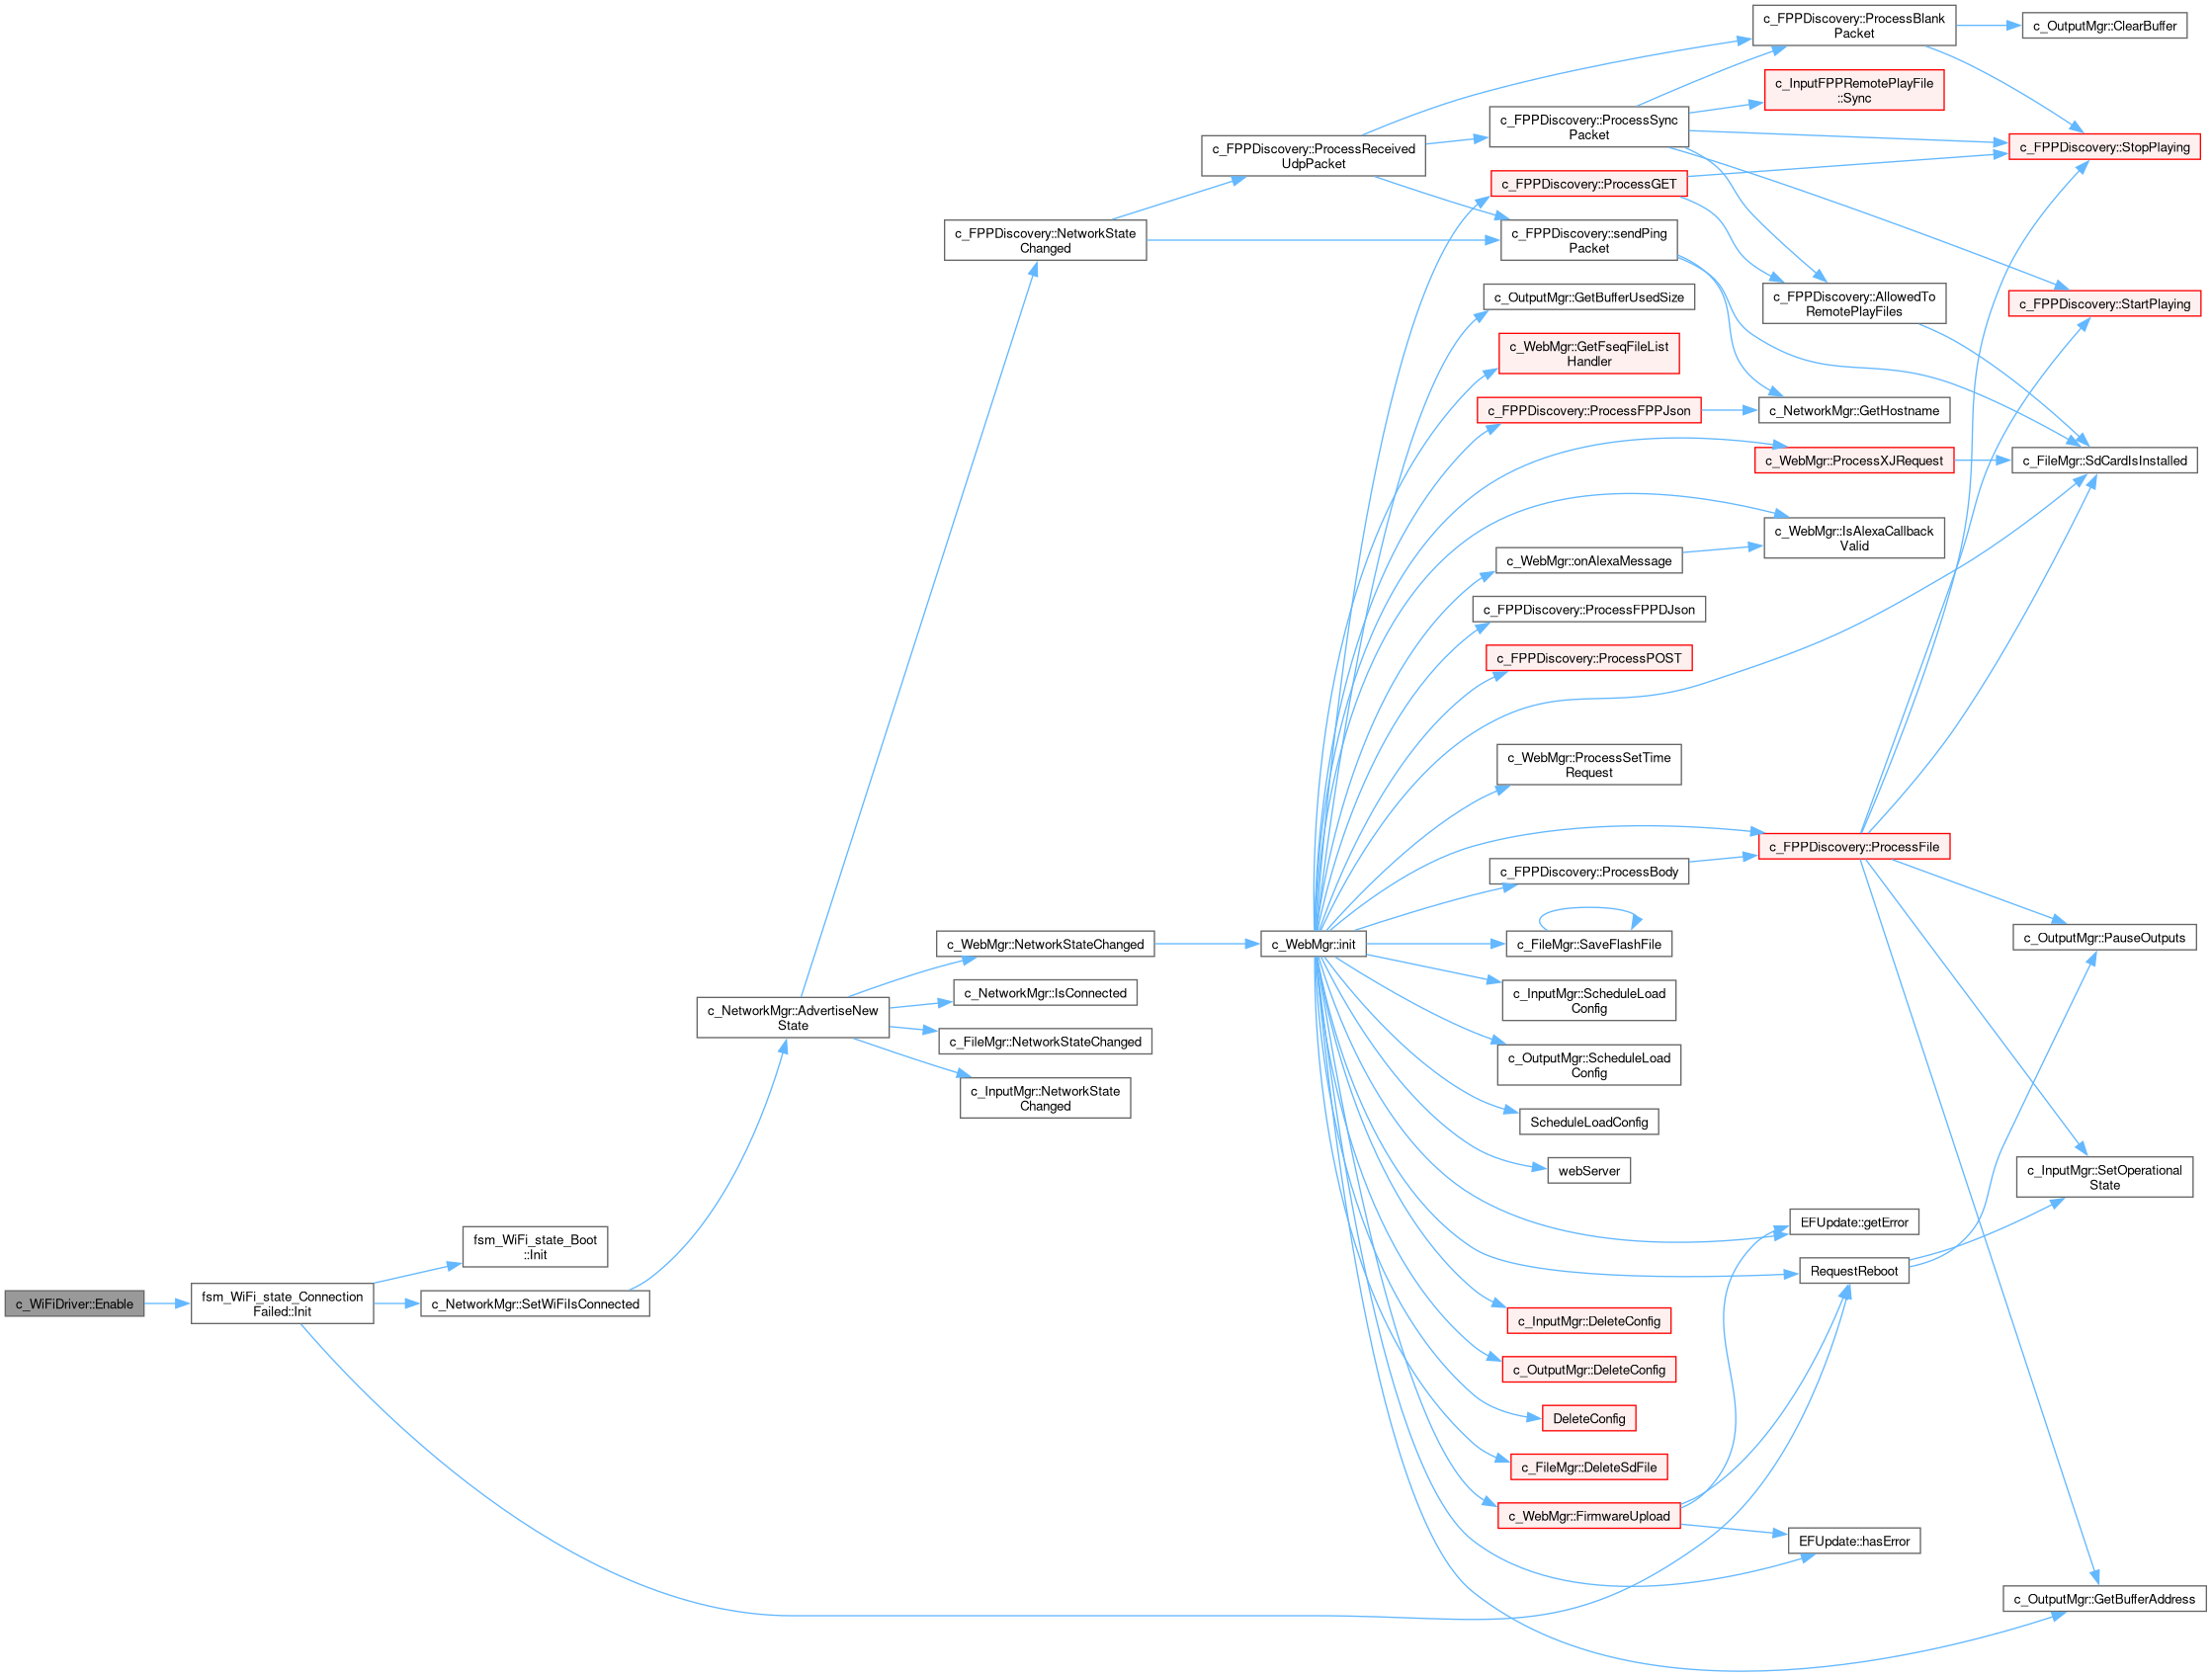 c_WiFiDriver::Enable
fsm_WiFi_state_Connection
Failed::Init
fsm_WiFi_state_Boot
::Init
c_NetworkMgr::SetWiFiIsConnected
c_NetworkMgr::AdvertiseNew
State
c_FPPDiscovery::NetworkState
Changed
c_WebMgr::NetworkStateChanged
c_NetworkMgr::IsConnected
c_FileMgr::NetworkStateChanged
c_InputMgr::NetworkState
Changed
c_FPPDiscovery::ProcessReceived
UdpPacket
c_WebMgr::init
c_FPPDiscovery::ProcessSync
Packet
c_FPPDiscovery::ProcessGET
c_FPPDiscovery::sendPing
Packet
c_OutputMgr::GetBufferUsedSize
c_WebMgr::GetFseqFileList
Handler
c_FPPDiscovery::ProcessFPPJson
c_WebMgr::onAlexaMessage
c_FPPDiscovery::ProcessFPPDJson
c_FPPDiscovery::ProcessPOST
c_WebMgr::ProcessSetTime
Request
c_FPPDiscovery::ProcessBody
c_FileMgr::SaveFlashFile
c_InputMgr::ScheduleLoad
Config
c_OutputMgr::ScheduleLoad
Config
ScheduleLoadConfig
webServer
c_InputMgr::DeleteConfig
c_OutputMgr::DeleteConfig
DeleteConfig
c_FileMgr::DeleteSdFile
c_WebMgr::FirmwareUpload
c_FPPDiscovery::ProcessBlank
Packet
c_InputFPPRemotePlayFile
::Sync
c_FPPDiscovery::AllowedTo
RemotePlayFiles
c_NetworkMgr::GetHostname
c_WebMgr::ProcessXJRequest
c_WebMgr::IsAlexaCallback
Valid
c_FPPDiscovery::ProcessFile
EFUpdate::getError
RequestReboot
EFUpdate::hasError
c_OutputMgr::ClearBuffer
c_FPPDiscovery::StopPlaying
c_FPPDiscovery::StartPlaying
c_FileMgr::SdCardIsInstalled
c_OutputMgr::PauseOutputs
c_InputMgr::SetOperational
State
c_OutputMgr::GetBufferAddress